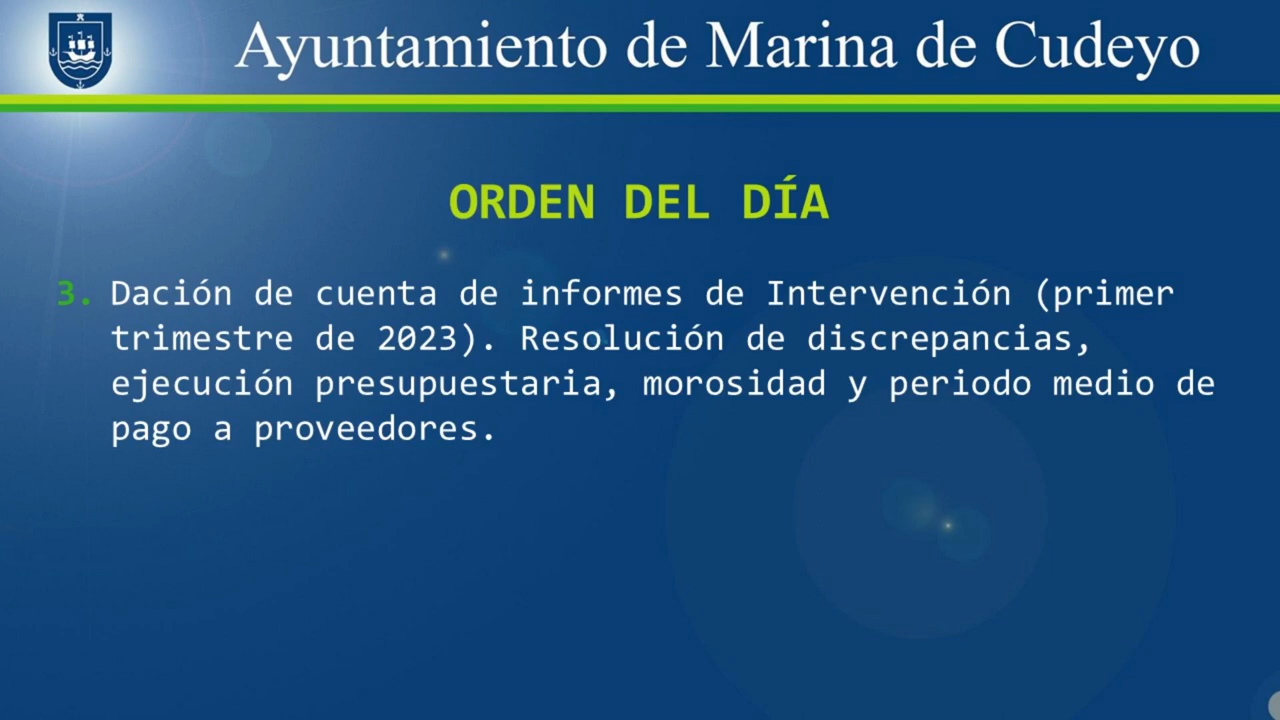 Ayuntamiento de Marina de Cudeyo
ORDEN DEL DÍA
3. Dación de cuenta de informes de Intervención (primer
trimestre de 2023). Resolución de discrepancias,
ejecución presupuestaria, morosidad y periodo medio de
pago a proveedores.